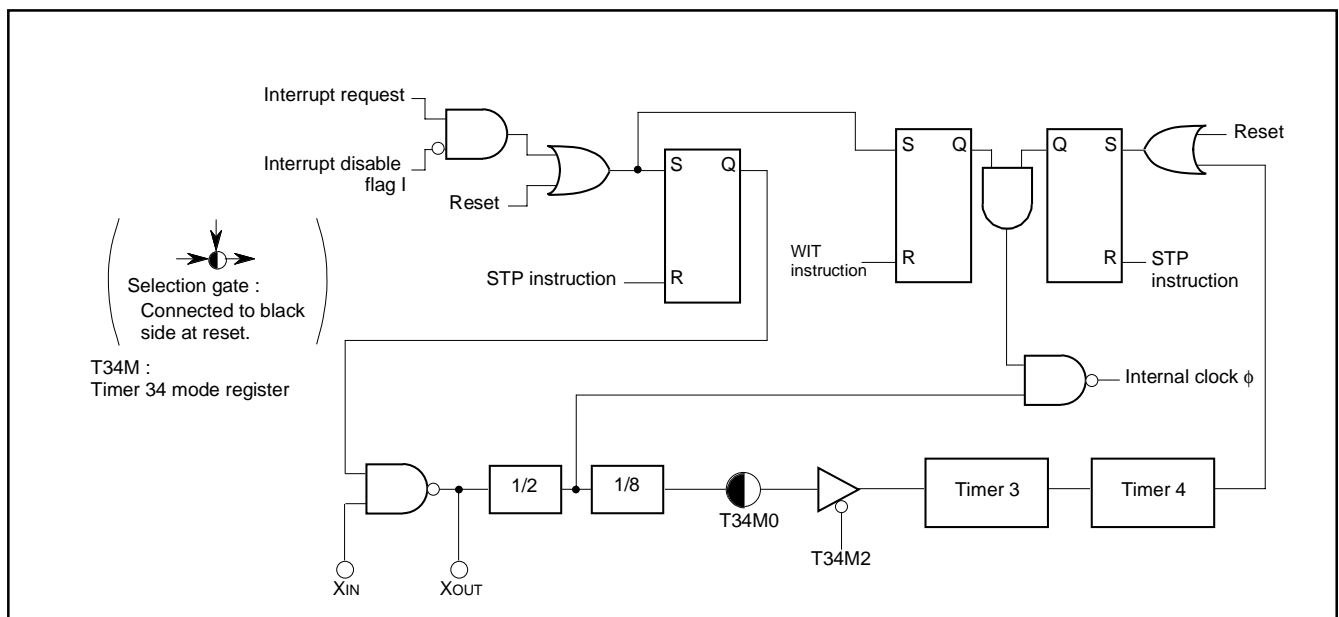 Interrupt request
Interrupt disable
flag I
Reset
S
Q
R
STP instruction
S
Q
R
WIT
instruction
Q
S
R
Reset
STP
instruction
Selection gate :
Connected to black
side at reset.
T34M :
Timer 34 mode register
Internal clock ϕ
1/2
1/8
T34M0
T34M2
Timer 3
Timer 4
XIN
XOUT